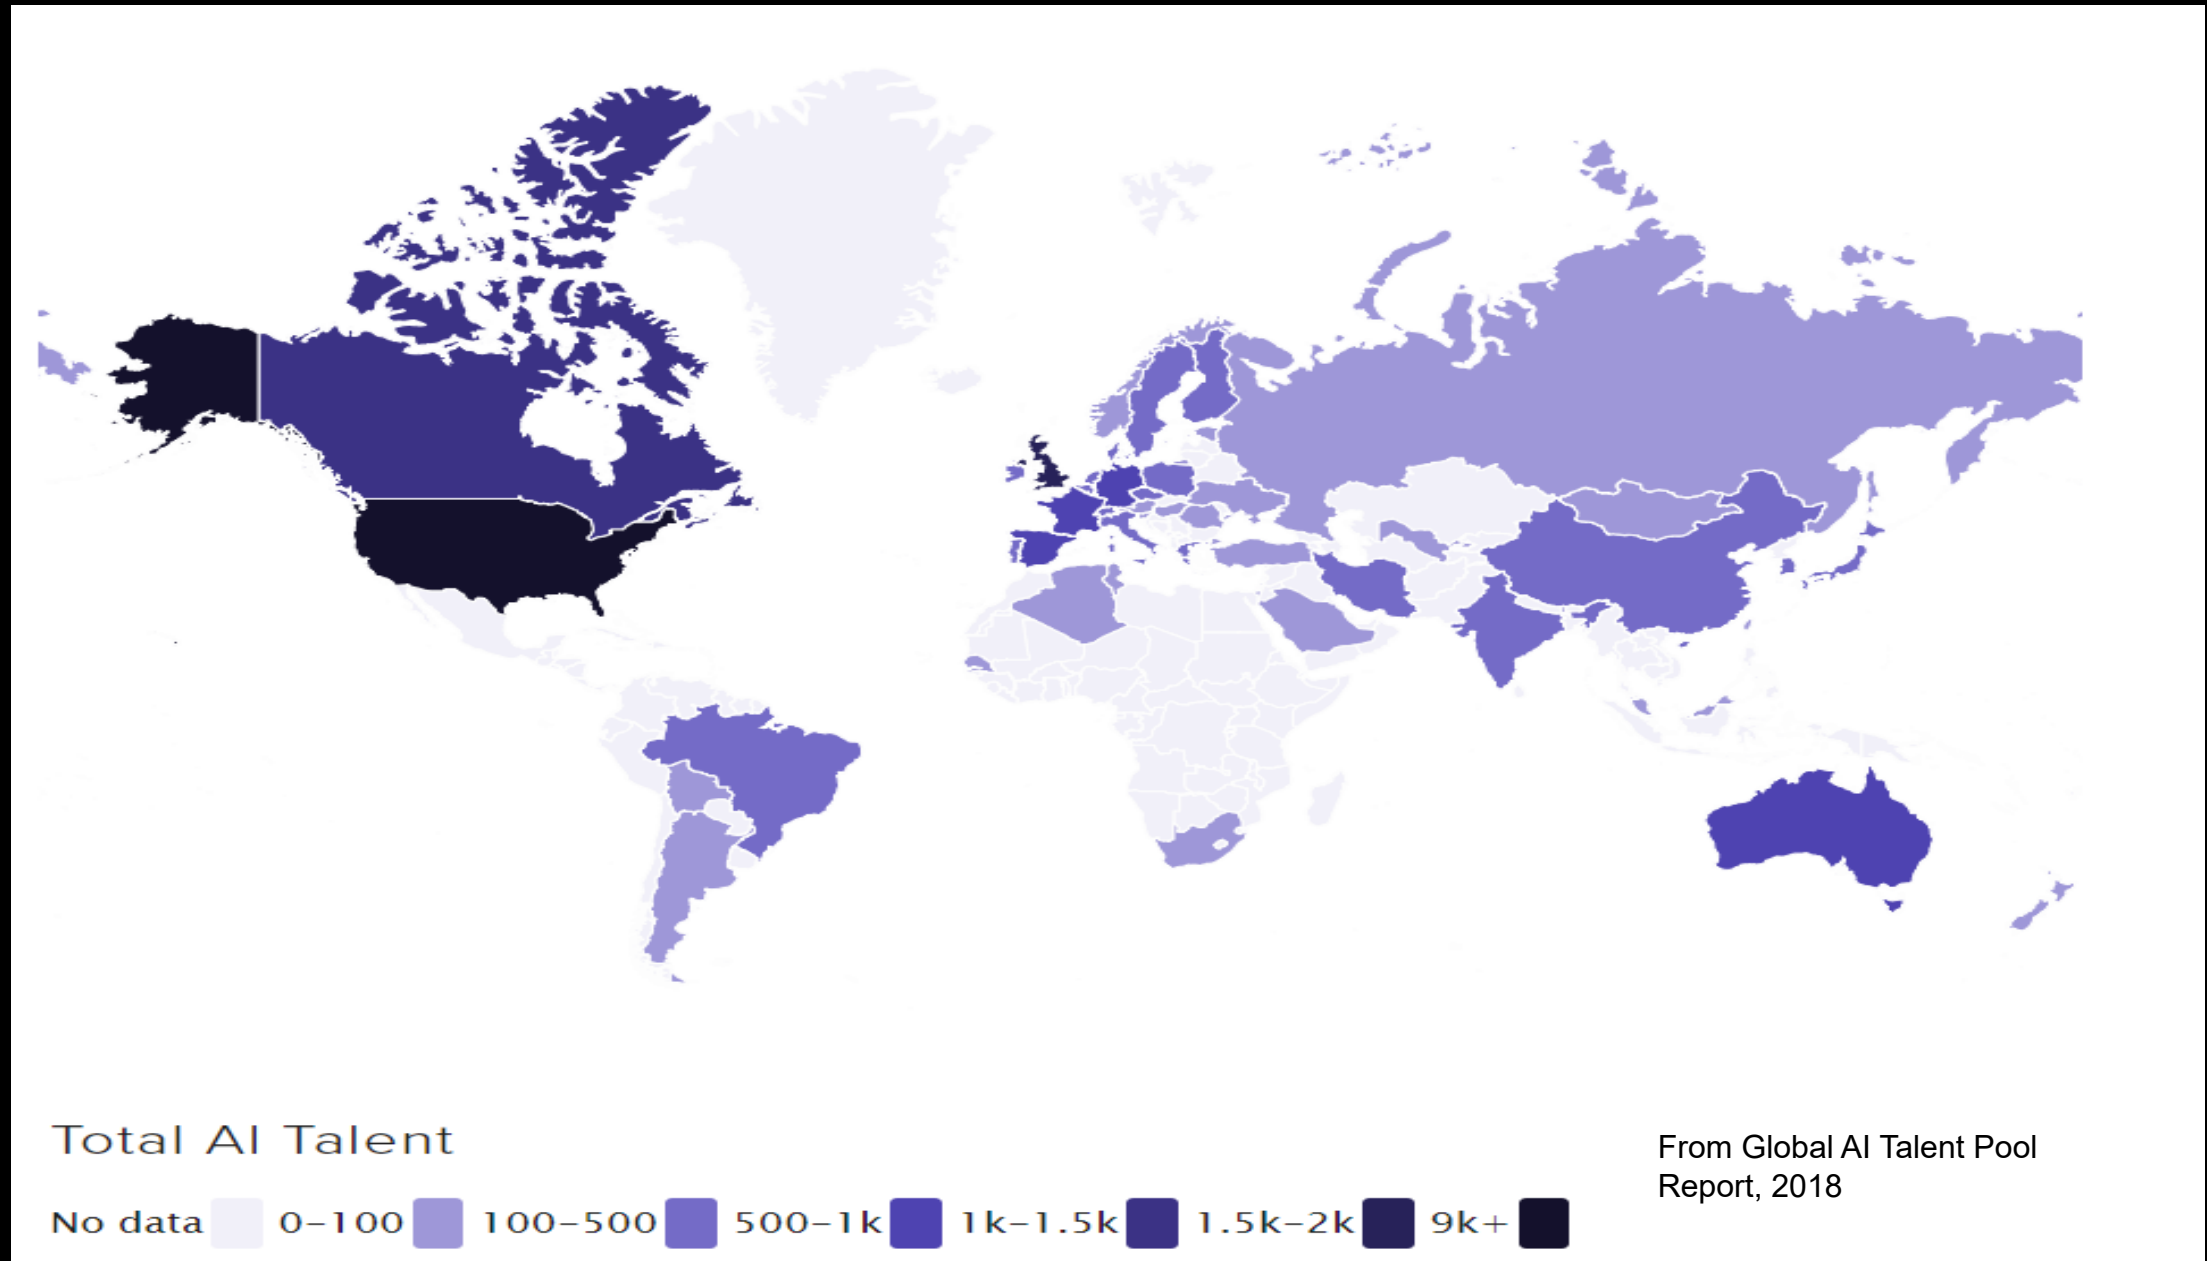 Total AI Talent
No data 0–100 100–500 500–1k 1k–1.5k 1.5k–2k 9k+
From Global AI Talent Pool
Report, 2018